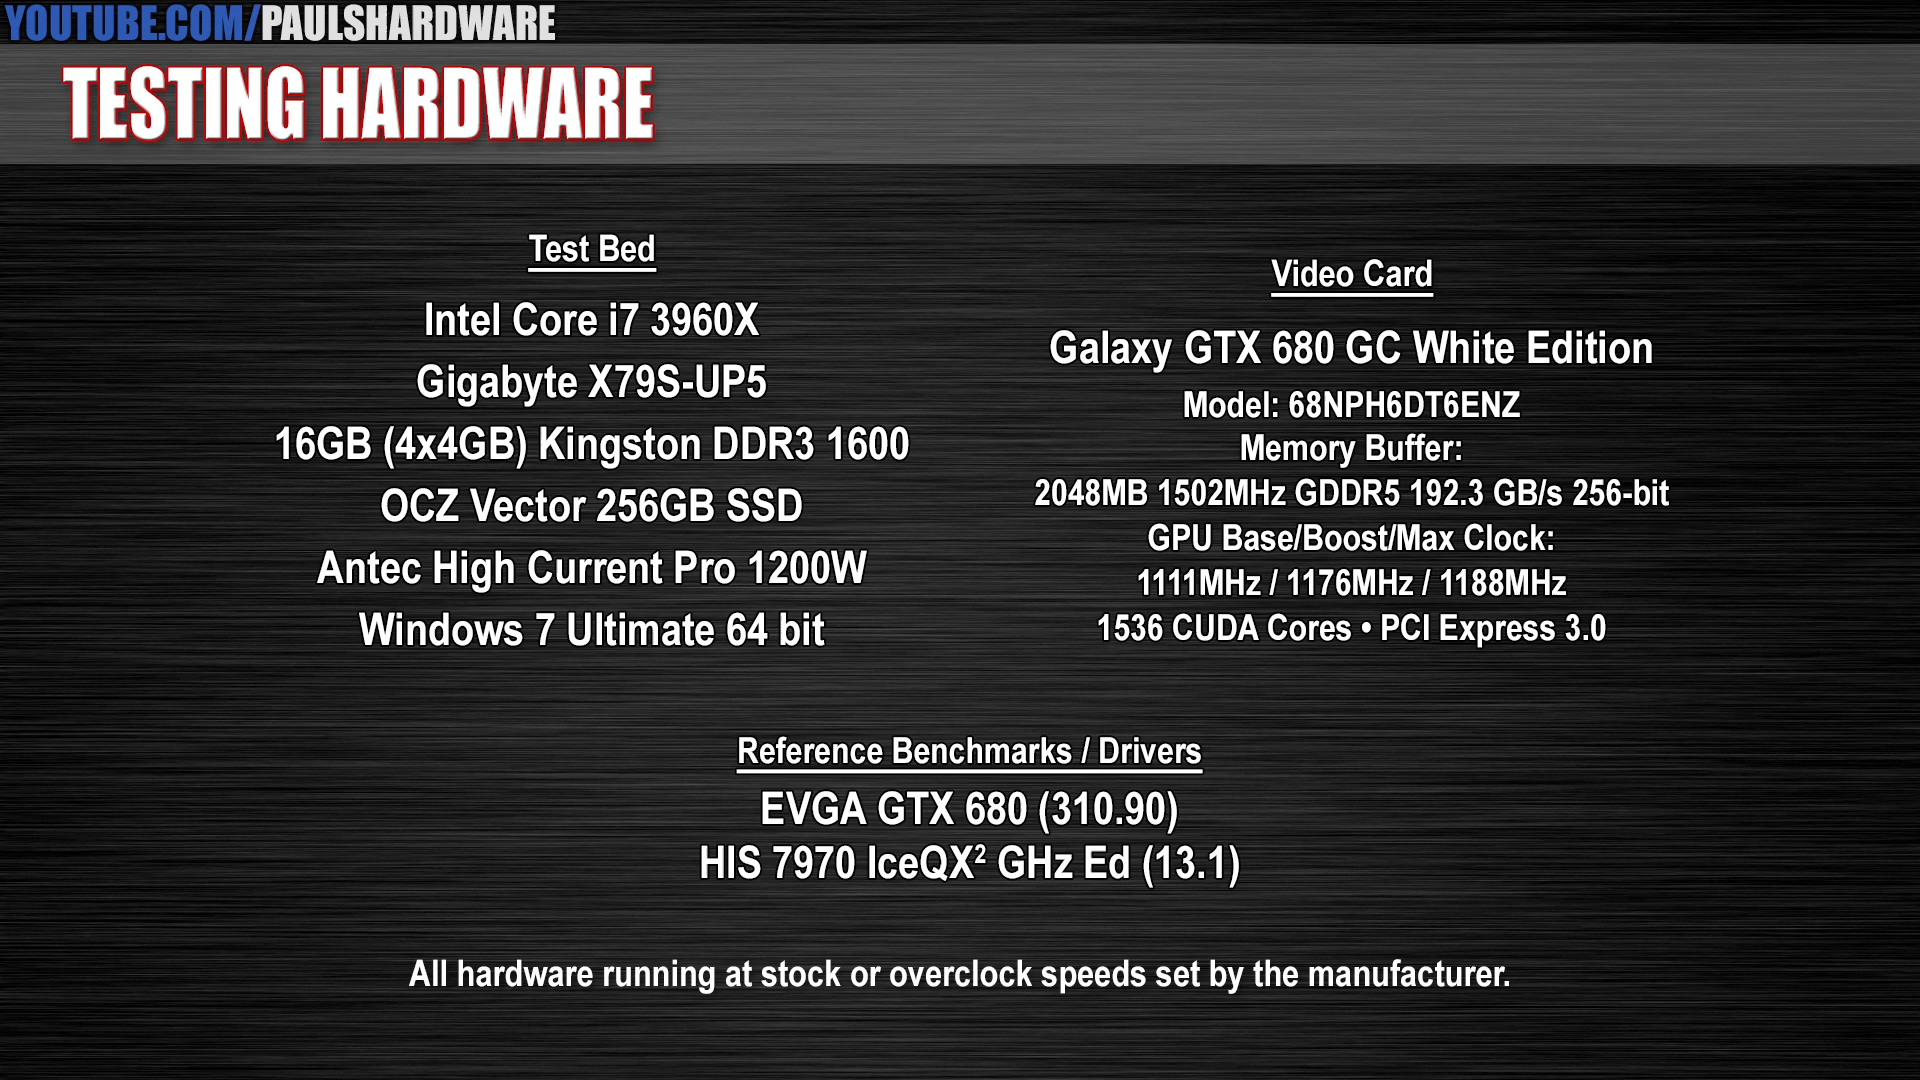 YOUTUBE.COM/PAULSHARDWARE
TESTING HARDWARE
Test Bed
Intel Core i7 3960X
Gigabyte X79S-UP5
16GB (4x4GB) Kingston DDR3 1600
OCZ Vector 256GB SSD
Antec High Current Pro 1200W
Windows 7 Ultimate 64 bit
Video Card
Galaxy GTX 680 GC White Edition
Model: 68NPH6DT6ENZ
Memory Buffer:
2048MB 1502MHz GDDR5 192.3 GB/s 256-bit
GPU Base/Boost/Max Clock:
1111MHz / 1176MHz / 1188MHz
1536 CUDA Cores • PCI Express 3.0
Reference Benchmarks / Drivers
EVGA GTX 680 (310.90)
HIS 7970 IceQX² GHz Ed (13.1)
All hardware running at stock or overclock speeds set by the manufacturer.